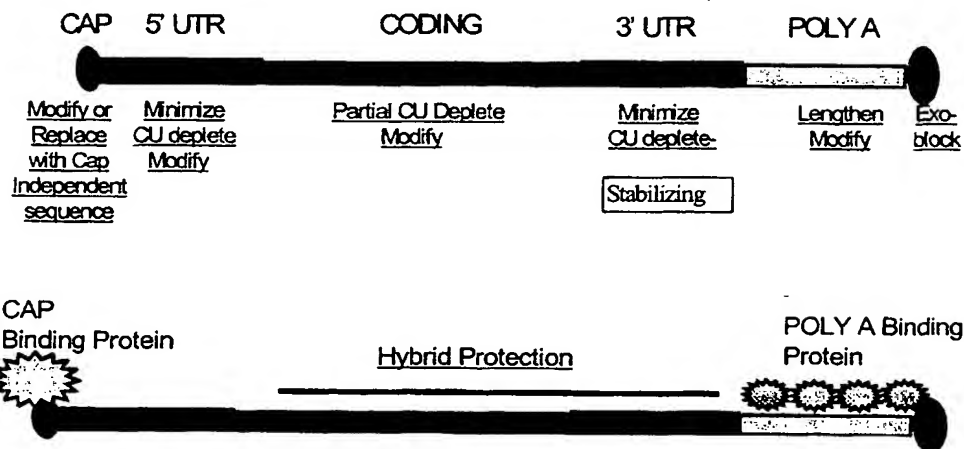 CAP 5' UTR CODING 3' UTR POLY A
Modify or
Replace
with Cap
Independent
sequence
Minimize
CU deplete
Modify
Partial CU Deplete
Modify
Minimize
CU deplete-
Stabilizing
Lengthen
Modify
Exo-
block
CAP
Binding Protein
Hybrid Protection
POLY A Binding
Protein